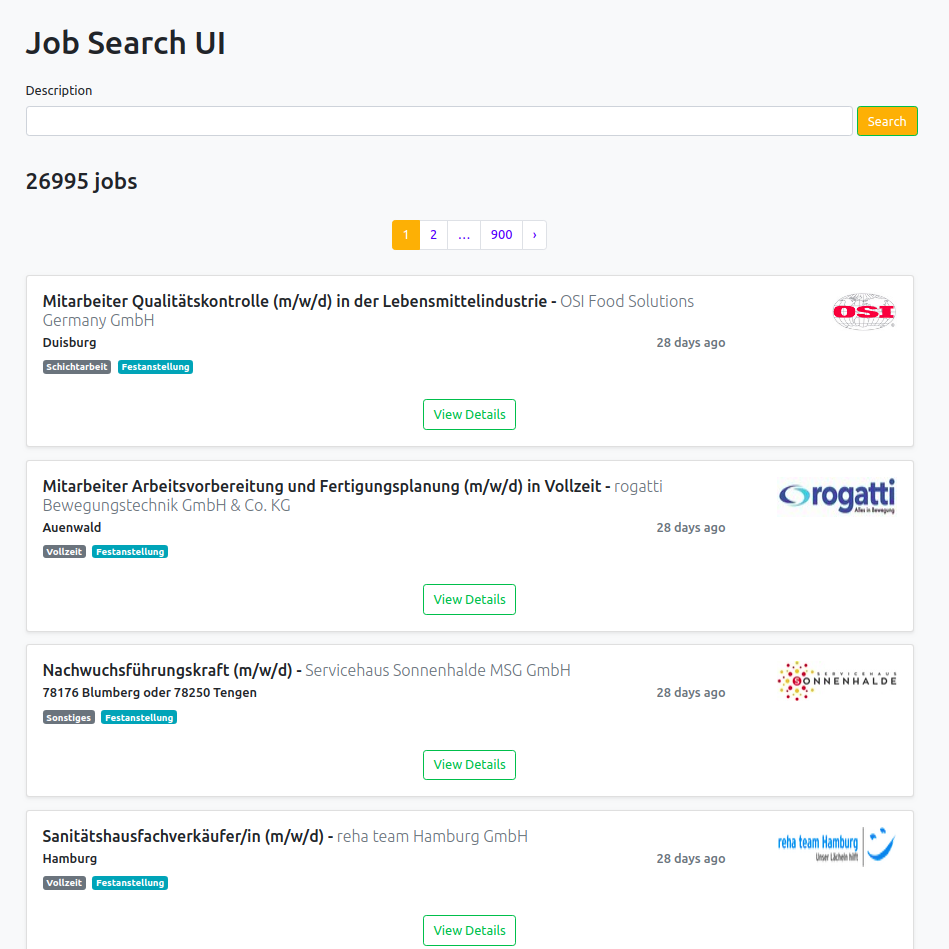 Job Search UI
Description
Search
26995 jobs
1 2 ... 900 ›
Mitarbeiter Qualitätskontrolle (m/w/d) in der Lebensmittelindustrie - OSI Food Solutions
Germany GmbH
OSI
Duisburg 28 days ago
Schichtarbeit Festanstellung
View Details
Mitarbeiter Arbeitsvorbereitung und Fertigungsplanung (m/w/d) in Vollzeit - rogatti
Bewegungstechnik GmbH & Co. KG
rogatti
Alles in Bewegung
Auenwald 28 days ago
Vollzeit Festanstellung
View Details
Nachwuchsführungskraft (m/w/d) - Servicehaus Sonnenhalde MSG GmbH
SERVICEHAUS
SONNENHALDE
78176 Blumberg oder 78250 Tengen 28 days ago
Sonstiges Festanstellung
View Details
Sanitätshausfachverkäufer/in (m/w/d) - reha team Hamburg GmbH
reha team Hamburg
Unser Lächeln hilft
Hamburg 28 days ago
Vollzeit Festanstellung
View Details